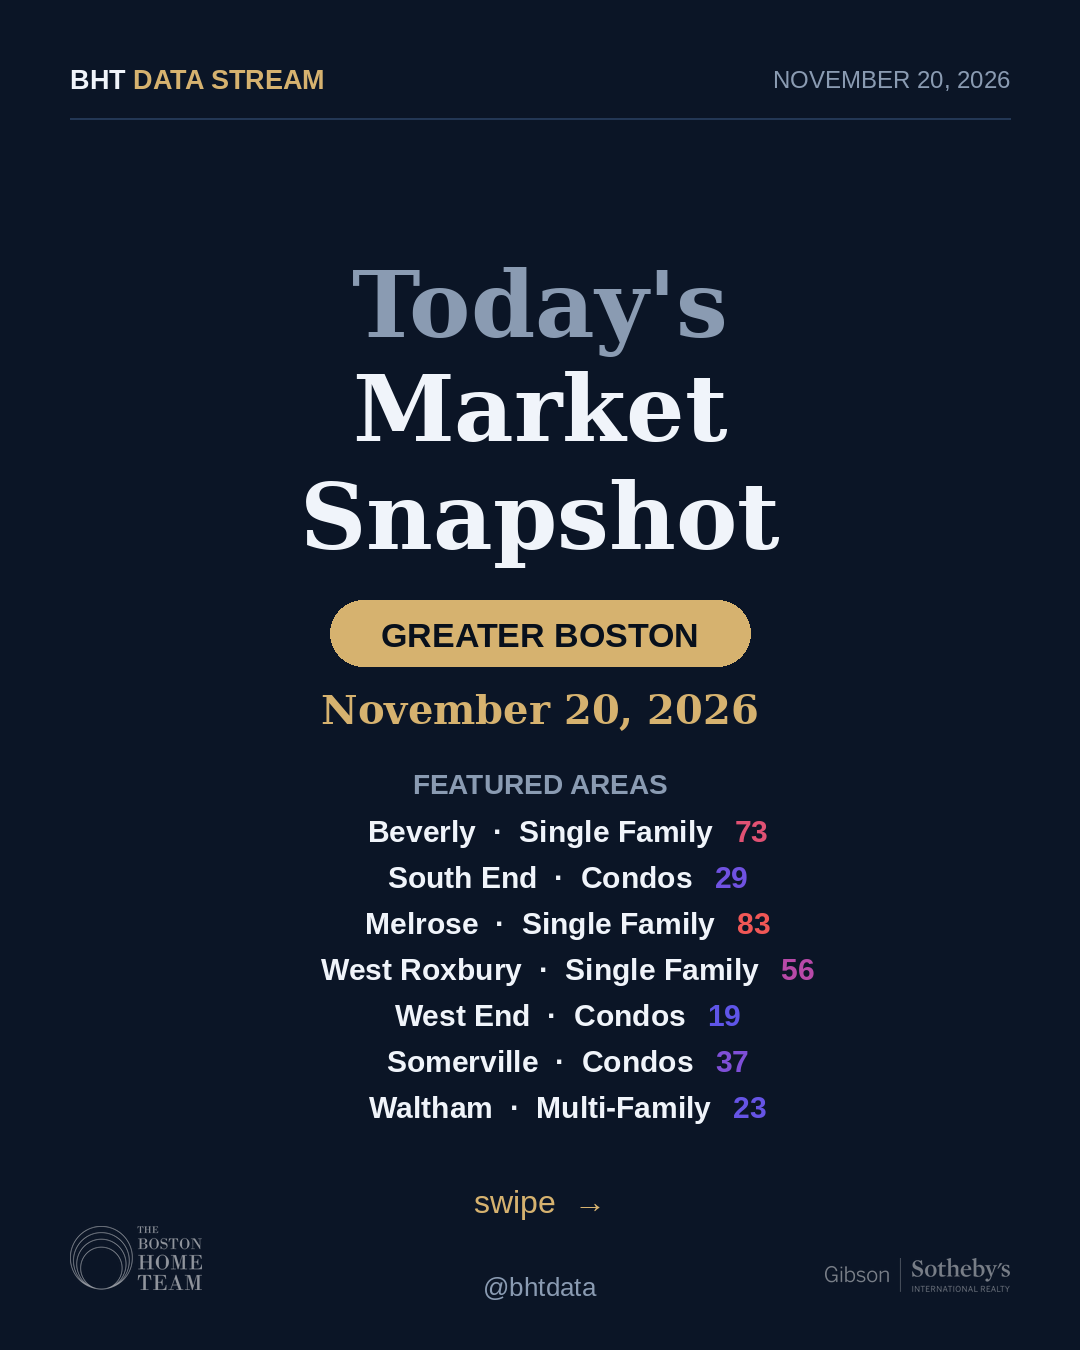 BHT DATA STREAM
NOVEMBER 20, 2026
Today's
Market
Snapshot
GREATER BOSTON
November 20, 2026
FEATURED AREAS
Beverly · Single Family 73
South End · Condos 29
Melrose · Single Family 83
West Roxbury · Single Family 56
West End · Condos 19
Somerville · Condos 37
Waltham · Multi-Family 23
swipe →
THE
BOSTON
HOME
TEAM
@bhtdata
Gibson
Sotheby's
INTERNATIONAL REALTY